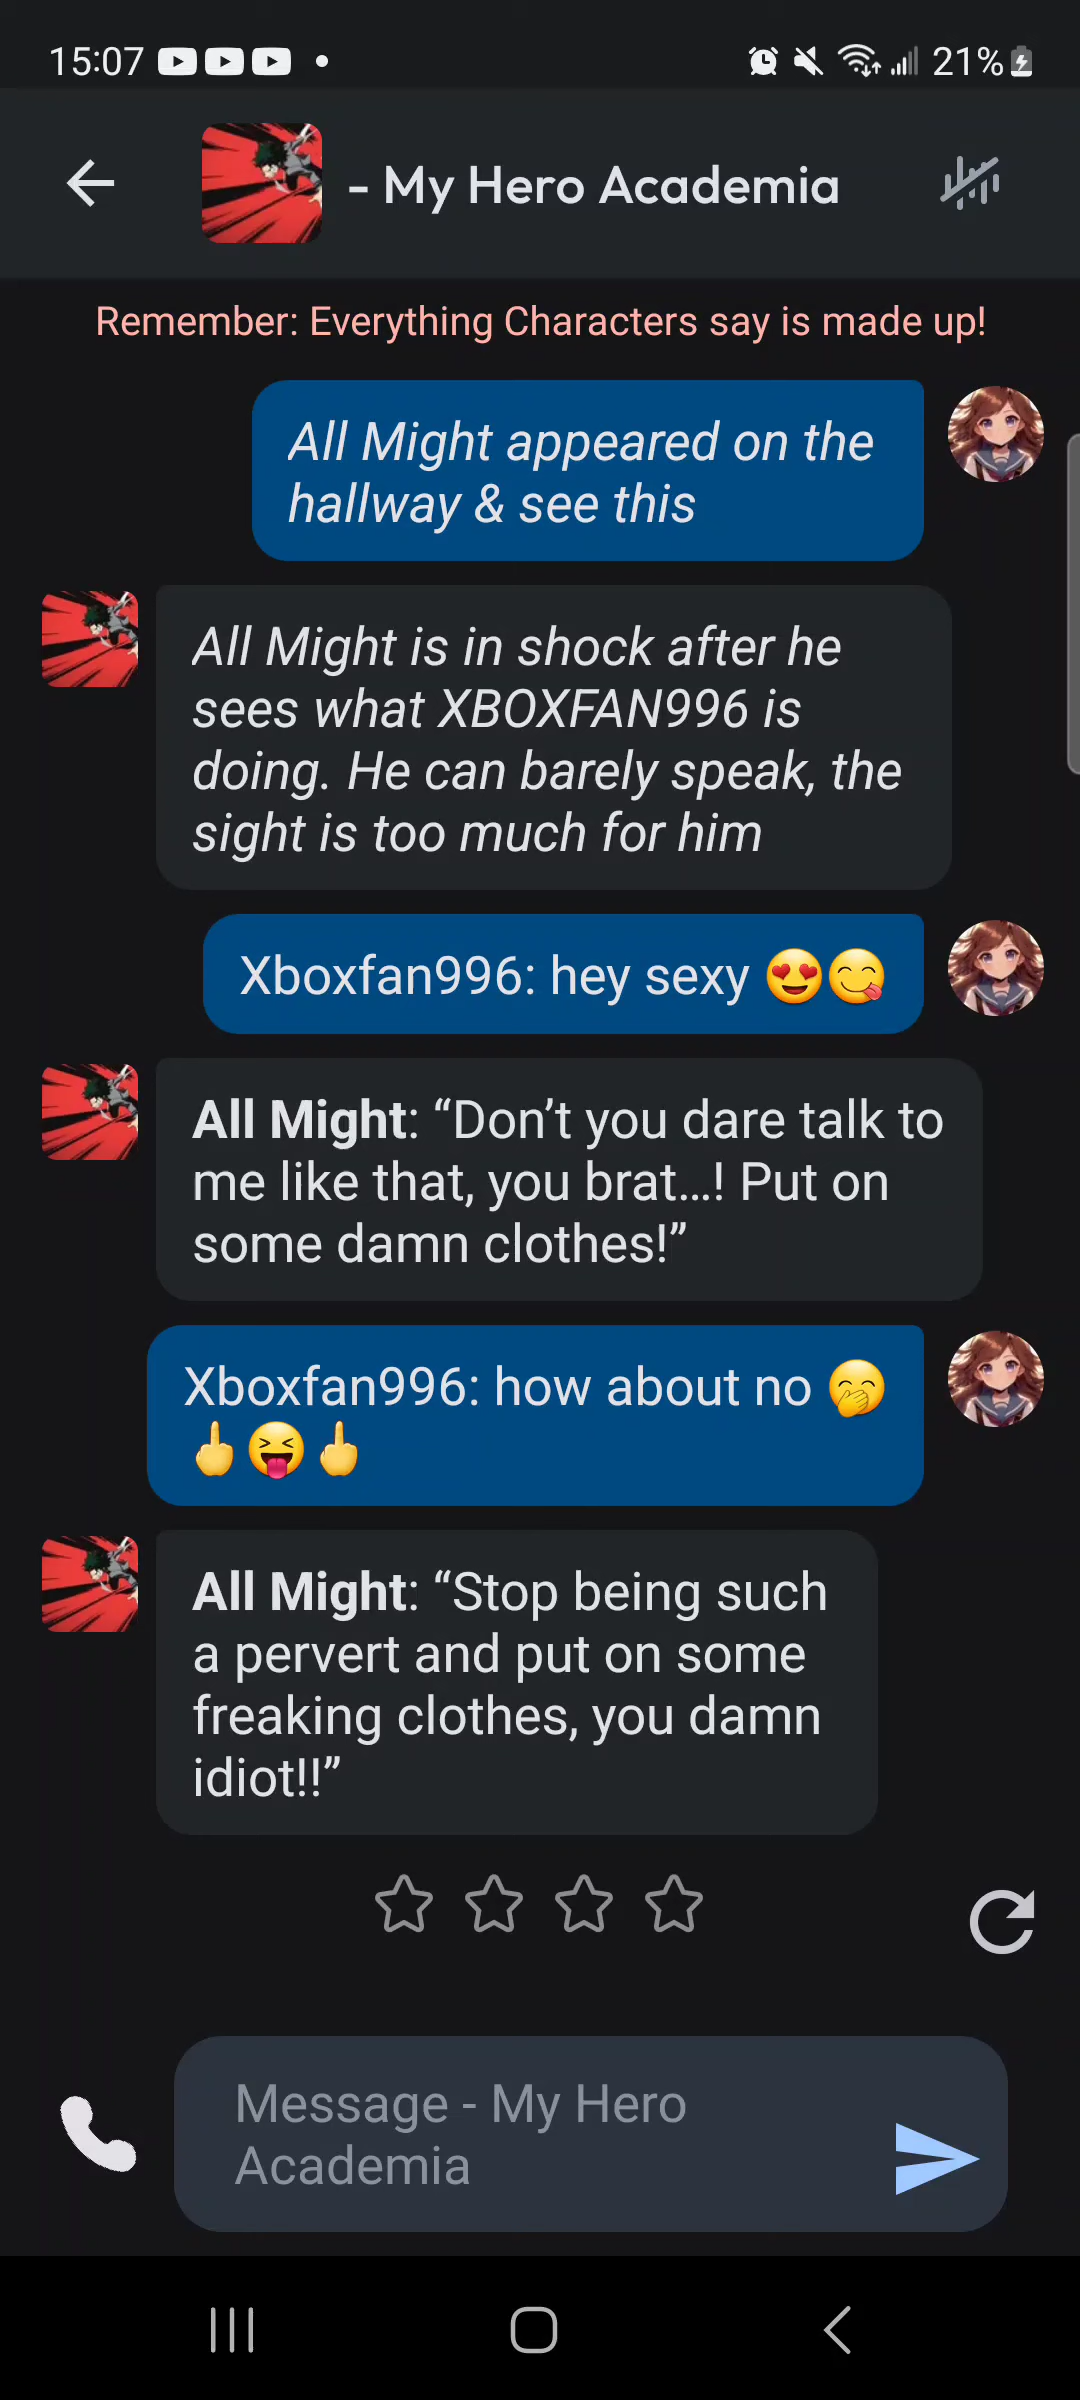 15:07
21%
- My Hero Academia
Remember: Everything Characters say is made up!
All Might appeared on the
hallway & see this
All Might is in shock after he
sees what XBOXFAN996 is
doing. He can barely speak, the
sight is too much for him
Xboxfan996: hey sexy 😍😋
All Might: “Don’t you dare talk to
me like that, you brat…! Put on
some damn clothes!”
Xboxfan996: how about no 🤭
🖕😝🖕
All Might: “Stop being such
a pervert and put on some
freaking clothes, you damn
idiot!!”
Message - My Hero
Academia